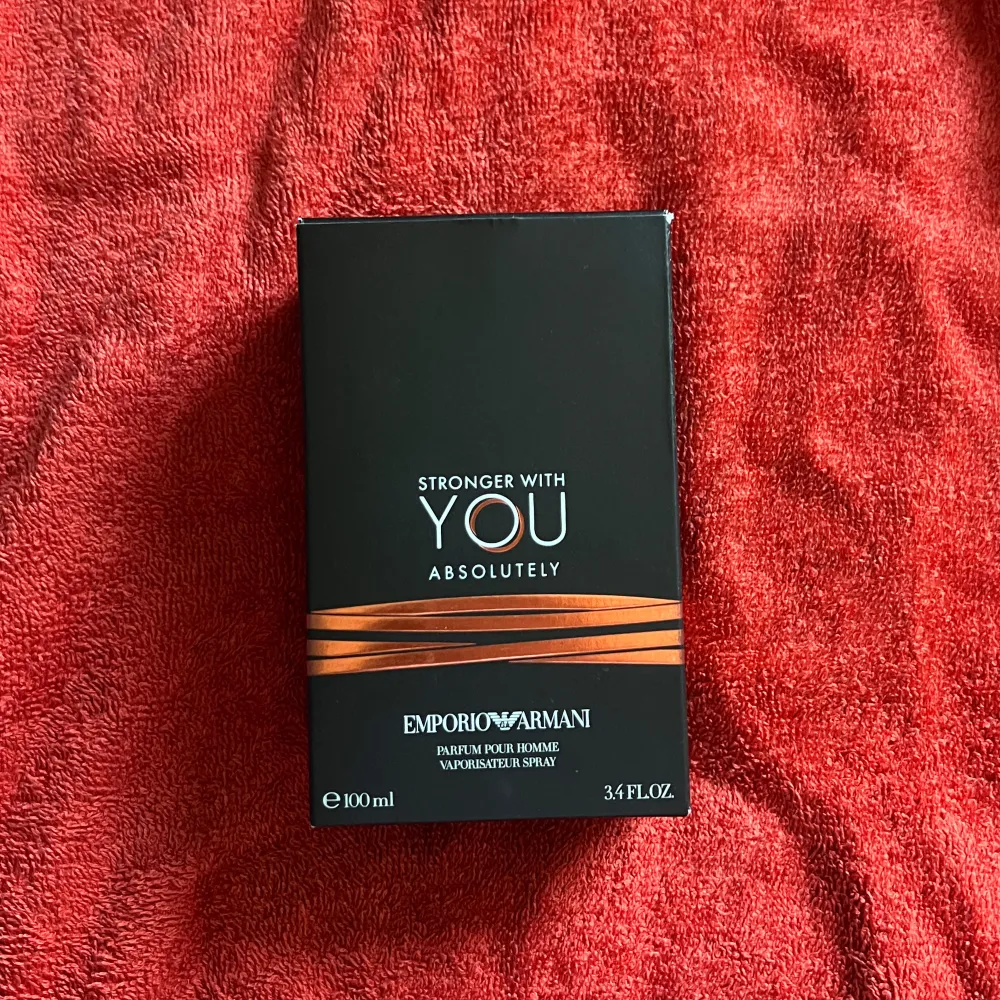 STRONGER WITH
YOU
ABSOLUTELY
EMPORIO ARMANI
PARFUM POUR HOMME
VAPORISATEUR SPRAY
℮ 100 ml
3.4 FL.OZ.